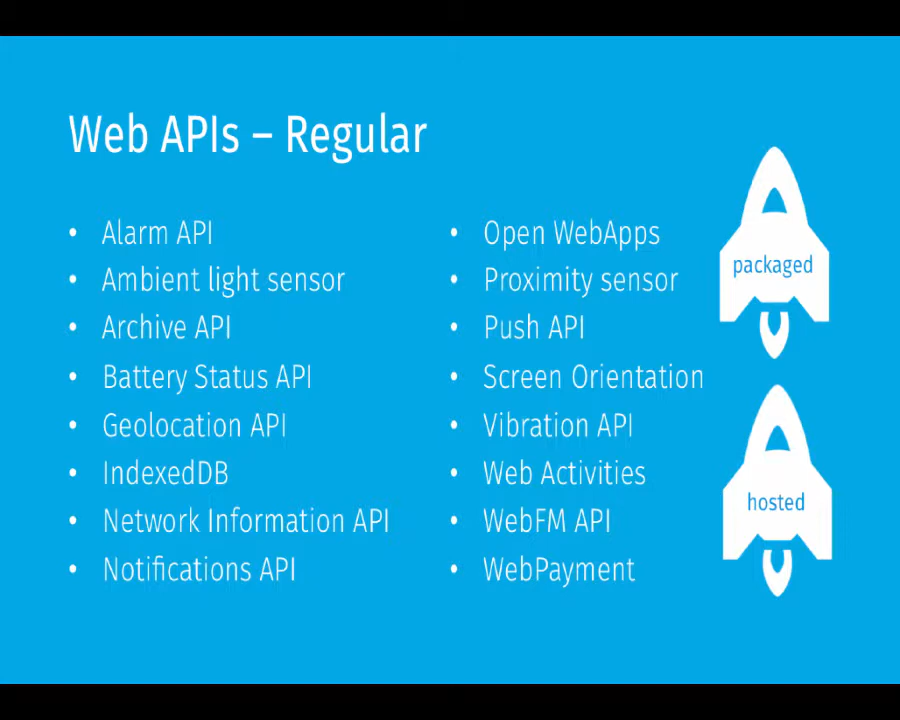 Web APIs – Regular
• Alarm API
• Ambient light sensor
• Archive API
• Battery Status API
• Geolocation API
• IndexedDB
• Network Information API
• Notifications API
• Open WebApps
• Proximity sensor
• Push API
• Screen Orientation
• Vibration API
• Web Activities
• WebFM API
• WebPayment
packaged
hosted